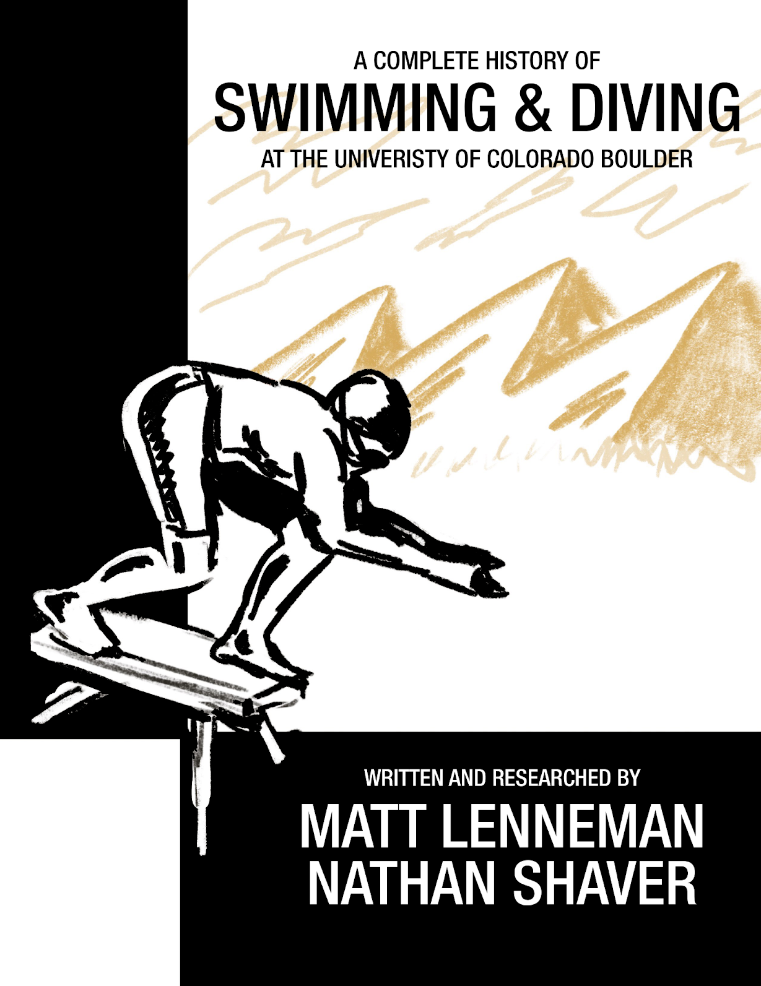 A COMPLETE HISTORY OF
SWIMMING & DIVING
AT THE UNIVERISTY OF COLORADO BOULDER
WRITTEN AND RESEARCHED BY
MATT LENNEMAN
NATHAN SHAVER